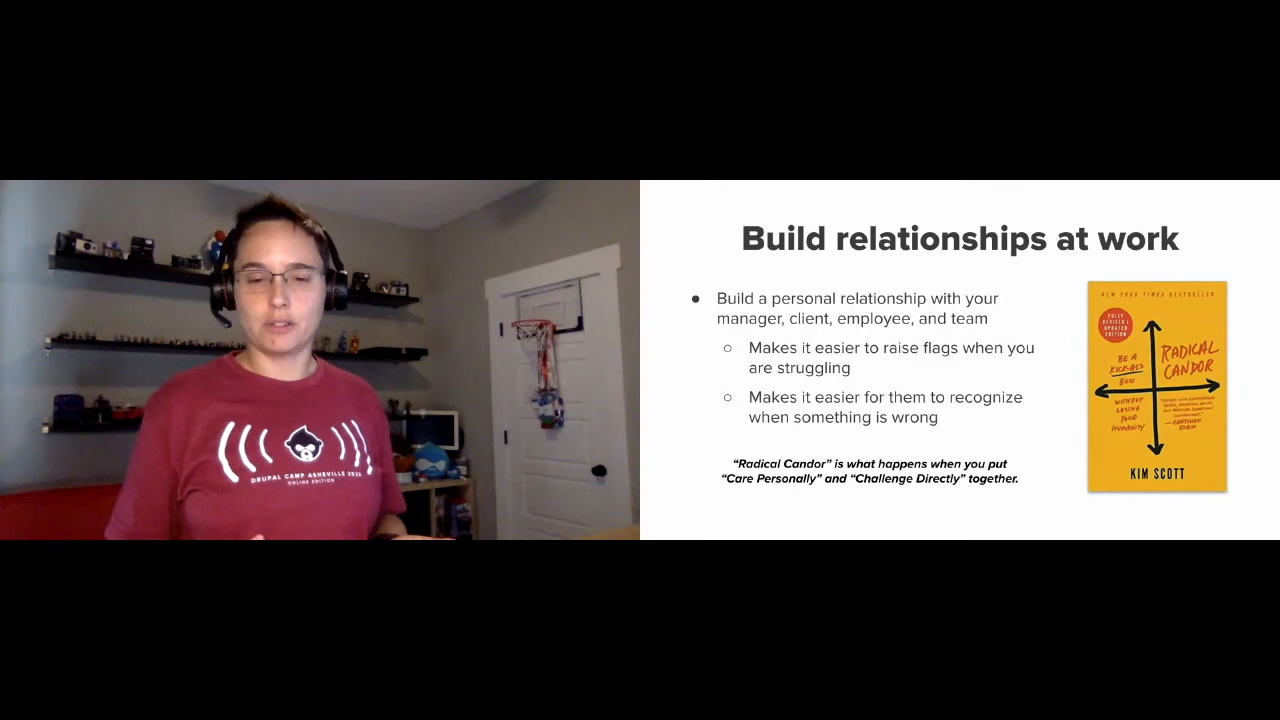 DRUPAL CAMP ASHEVILLE 2025
ONLINE EDITION
Build relationships at work
● Build a personal relationship with your
manager, client, employee, and team
○ Makes it easier to raise flags when you
are struggling
○ Makes it easier for them to recognize
when something is wrong
“Radical Candor” is what happens when you put
“Care Personally” and “Challenge Directly” together.
NEW YORK TIMES BESTSELLER
FULLY
REVISED &
UPDATED
EDITION
BE A
KICK-ASS
BOSS
WITHOUT
LOSING
YOUR
HUMANITY
RADICAL
CANDOR
KIM SCOTT